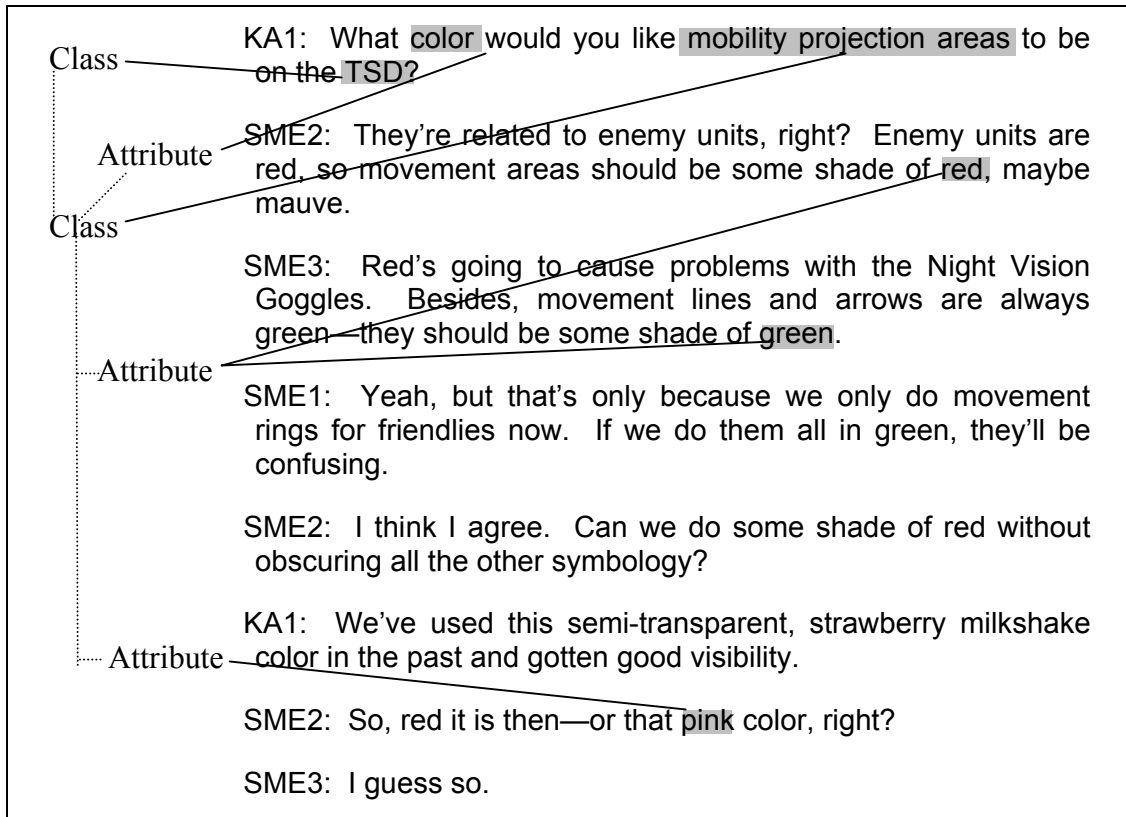 KA1: What color would you like mobility projection areas to be
Class
on the TSD?
SME2: They're related to enemy units, right? Enemy units are
Attribute
red, so movement areas should be some shade of red, maybe
mauve.
Class
SME3: Red's going to cause problems with the Night Vision
Goggles. Besides, movement lines and arrows are always
green—they should be some shade of green.
Attribute
SME1: Yeah, but that's only because we only do movement
rings for friendlies now. If we do them all in green, they'll be
confusing.
SME2: I think I agree. Can we do some shade of red without
obscuring all the other symbology?
KA1: We've used this semi-transparent, strawberry milkshake
Attribute
color in the past and gotten good visibility.
SME2: So, red it is then—or that pink color, right?
SME3: I guess so.